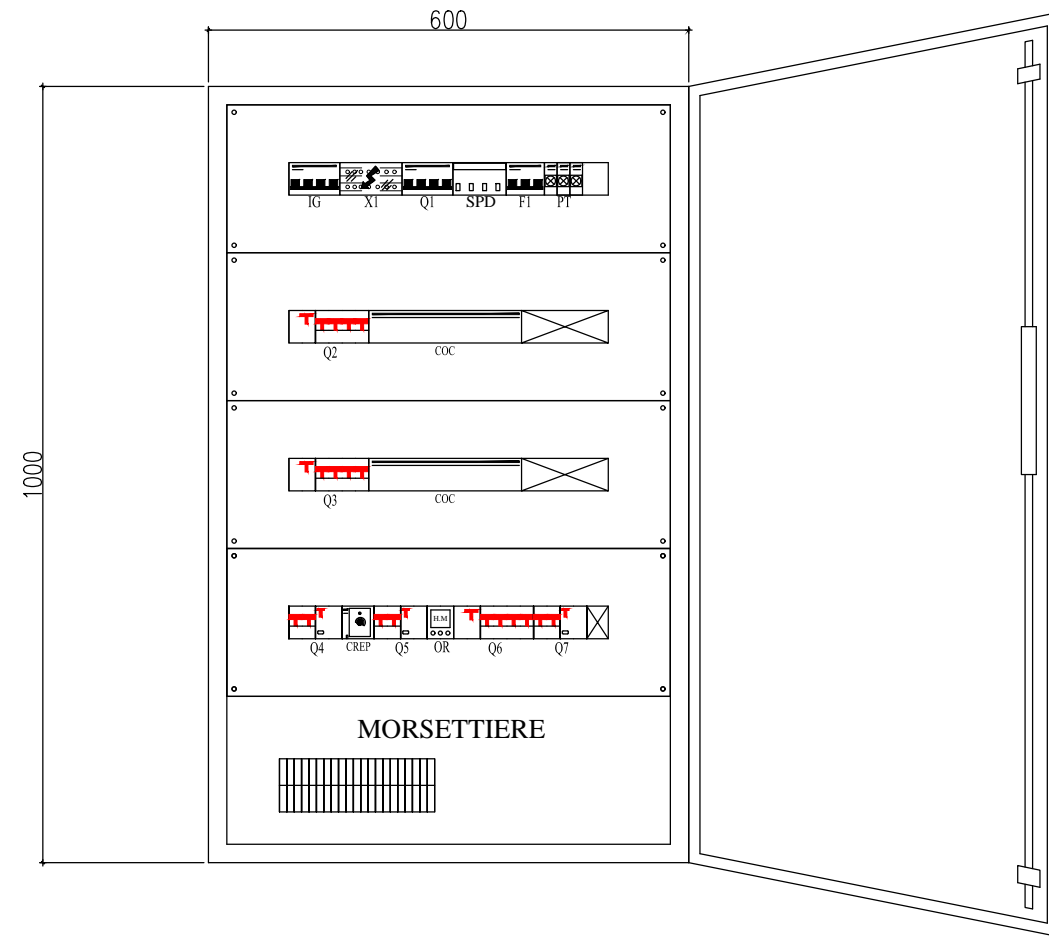 600
1000
IG X1 Q1 SPD F1 PT
Q2 COC
Q3 COC
H.M
Q4 CREP Q5 OR Q6 Q7
MORSETTIERE